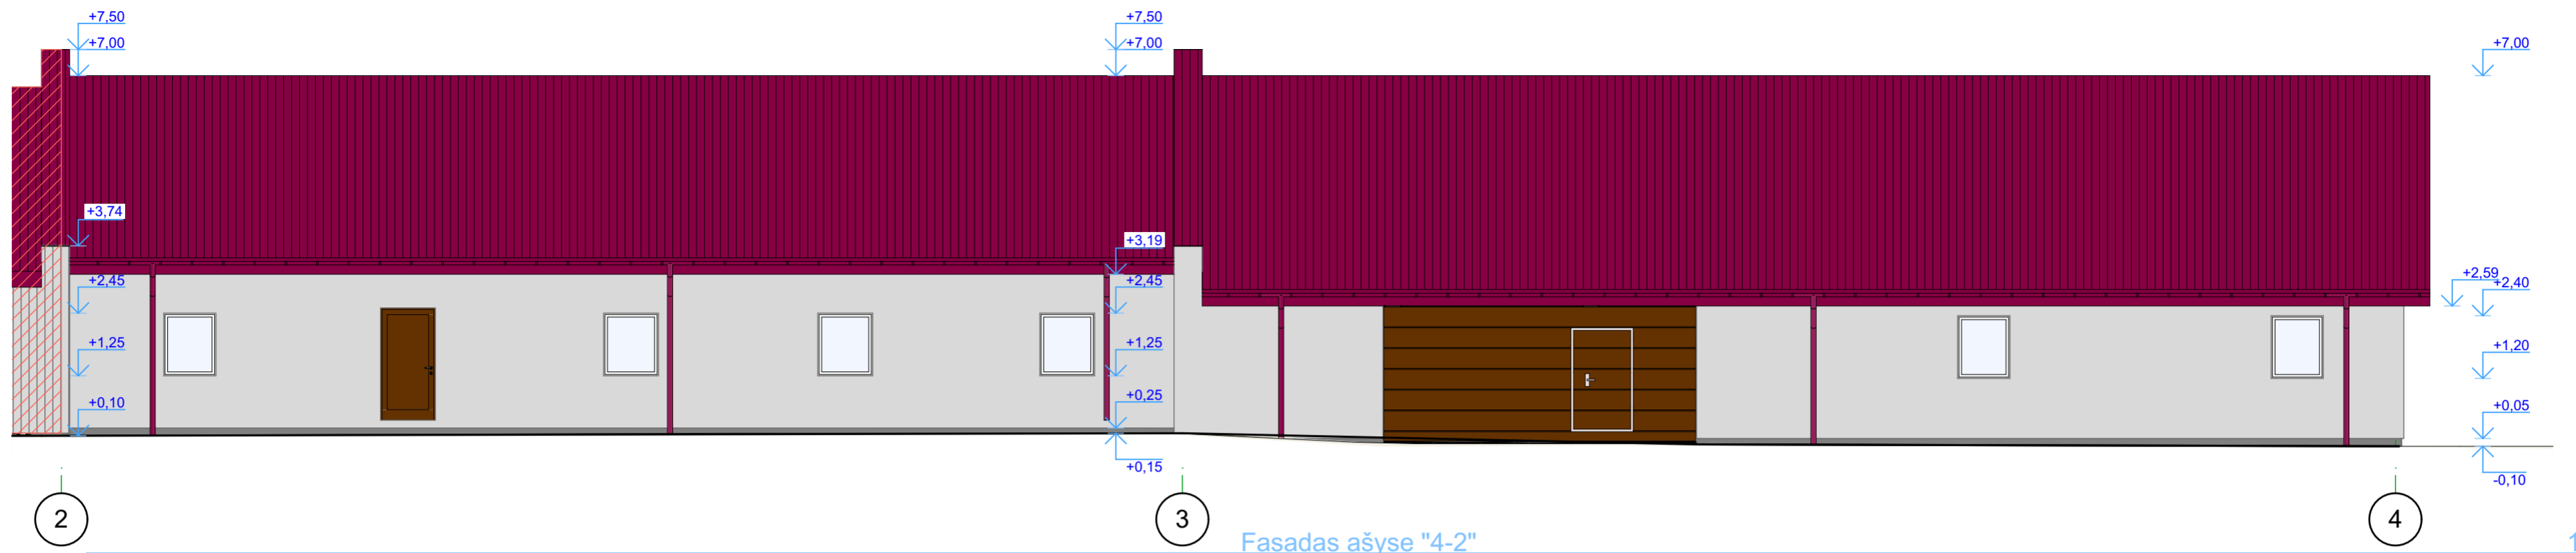 +7,50 +7,50
+7,00 +7,00 +7,00
+3,74
+3,19
+2,59
+2,45 +2,45 +2,40
+1,25 +1,25 +1,20
+0,10 +0,25 +0,05
+0,15 -0,10
2 3 4
Fasadas ašyse "4-2"